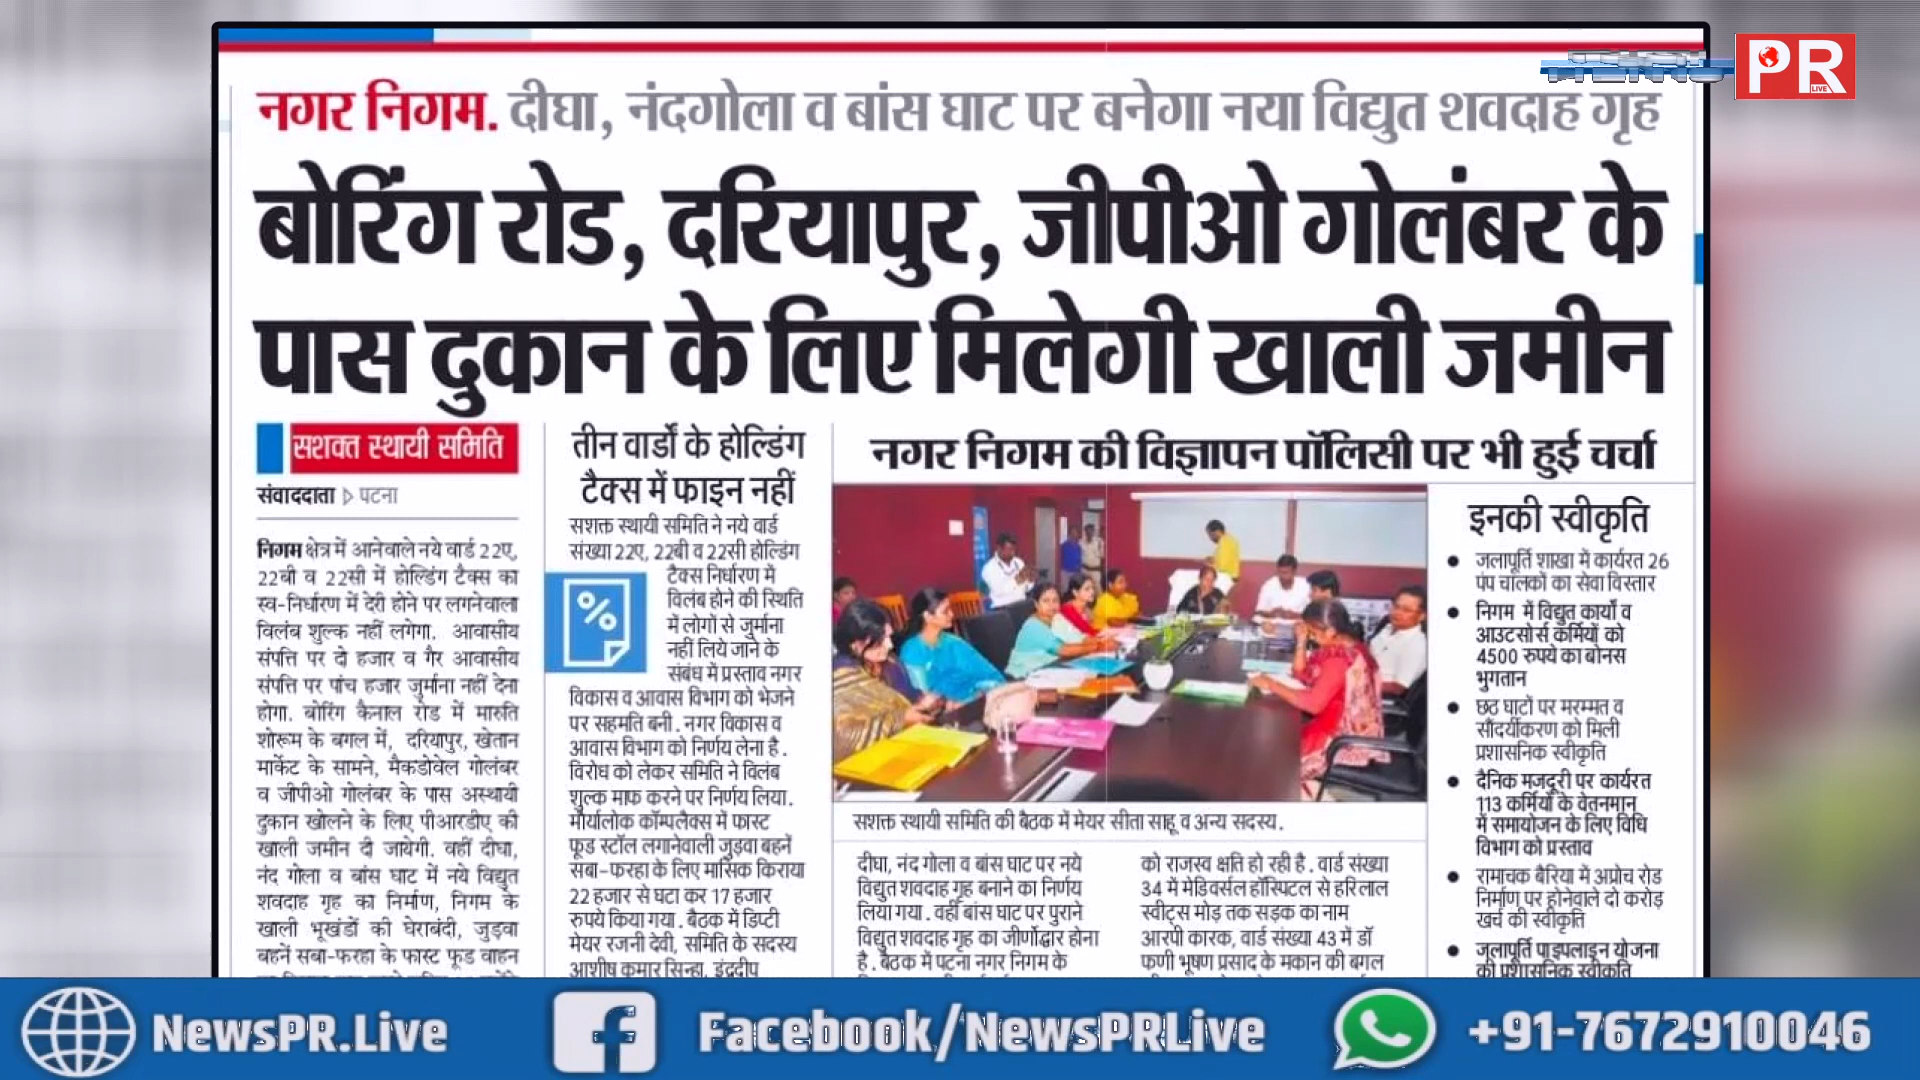 PR
LIVE
नगर निगम. दीघा, नंदगोला व बांस घाट पर बनेगा नया विद्युत शवदाह गृह
बोरिंग रोड, दरियापुर, जीपीओ गोलंबर के
पास दुकान के लिए मिलेगी खाली जमीन
सशक्त स्थायी समिति
संवाददाता ▷ पटना
निगम क्षेत्र में आनेवाले नये वार्ड 22ए,
22बी व 22सी में होल्डिंग टैक्स का
स्व-निर्धारण में देरी होने पर लगनेवाला
विलंब शुल्क नहीं लगेगा. आवासीय
संपत्ति पर दो हजार व गैर आवासीय
संपत्ति पर पांच हजार जुर्माना नहीं देना
होगा. बोरिंग कैनाल रोड में मारुति
शोरूम के बगल में, दरियापुर, खेतान
मार्केट के सामने, मैकडोवेल गोलंबर
व जीपीओ गोलंबर के पास अस्थायी
दुकान खोलने के लिए पीआरडीए की
खाली जमीन दी जायेगी. वहीं दीघा,
नंद गोला व बांस घाट में नये विद्युत
शवदाह गृह का निर्माण, निगम के
खाली भूखंडों की घेराबंदी, जुड़वा
बहनें सबा-फरहा के फास्ट फूड वाहन
तीन वार्डों के होल्डिंग
टैक्स में फाइन नहीं
सशक्त स्थायी समिति ने नये वार्ड
संख्या 22ए, 22बी व 22सी होल्डिंग
टैक्स निर्धारण में
विलंब होने की स्थिति
में लोगों से जुर्माना
नहीं लिये जाने के
संबंध में प्रस्ताव नगर
विकास व आवास विभाग को भेजने
पर सहमति बनी. नगर विकास व
आवास विभाग को निर्णय लेना है.
विरोध को लेकर समिति ने विलंब
शुल्क माफ करने पर निर्णय लिया.
मौर्यालोक कॉम्पलैक्स में फास्ट
फूड स्टॉल लगानेवाली जुड़वा बहनें
सबा-फरहा के लिए मासिक किराया
22 हजार से घटा कर 17 हजार
रुपये किया गया. बैठक में डिप्टी
मेयर रजनी देवी, समिति के सदस्य
आशीष कुमार सिन्हा, इंद्रदीप
%
नगर निगम की विज्ञापन पॉलिसी पर भी हुई चर्चा
सशक्त स्थायी समिति की बैठक में मेयर सीता साहू व अन्य सदस्य.
दीघा, नंद गोला व बांस घाट पर नये
विद्युत शवदाह गृह बनाने का निर्णय
लिया गया. वहीं बांस घाट पर पुराने
विद्युत शवदाह गृह का जीर्णोद्धार होना
है. बैठक में पटना नगर निगम के
को राजस्व क्षति हो रही है. वार्ड संख्या
34 में मेडिवर्सल हॉस्पिटल से हरिलाल
स्वीट्स मोड़ तक सड़क का नाम
आरपी कारक, वार्ड संख्या 43 में डॉ
फणी भूषण प्रसाद के मकान की बगल
इनकी स्वीकृति
● जलापूर्ति शाखा में कार्यरत 26
पंप चालकों का सेवा विस्तार
● निगम में विद्युत कार्यों व
आउटसोर्स कर्मियों को
4500 रुपये का बोनस
भुगतान
● छठ घाटों पर मरम्मत व
सौंदर्यीकरण को मिली
प्रशासनिक स्वीकृति
● दैनिक मजदूरी पर कार्यरत
113 कर्मियों के वेतनमान
में समायोजन के लिए विधि
विभाग को प्रस्ताव
● रामाचक बैरिया में अप्रोच रोड
निर्माण पर होनेवाले दो करोड़
खर्च की स्वीकृति
● जलापूर्ति पाइपलाइन योजना
की प्रशासनिक स्वीकृति
NewsPR.Live
Facebook/NewsPRLive
+91-7672910046